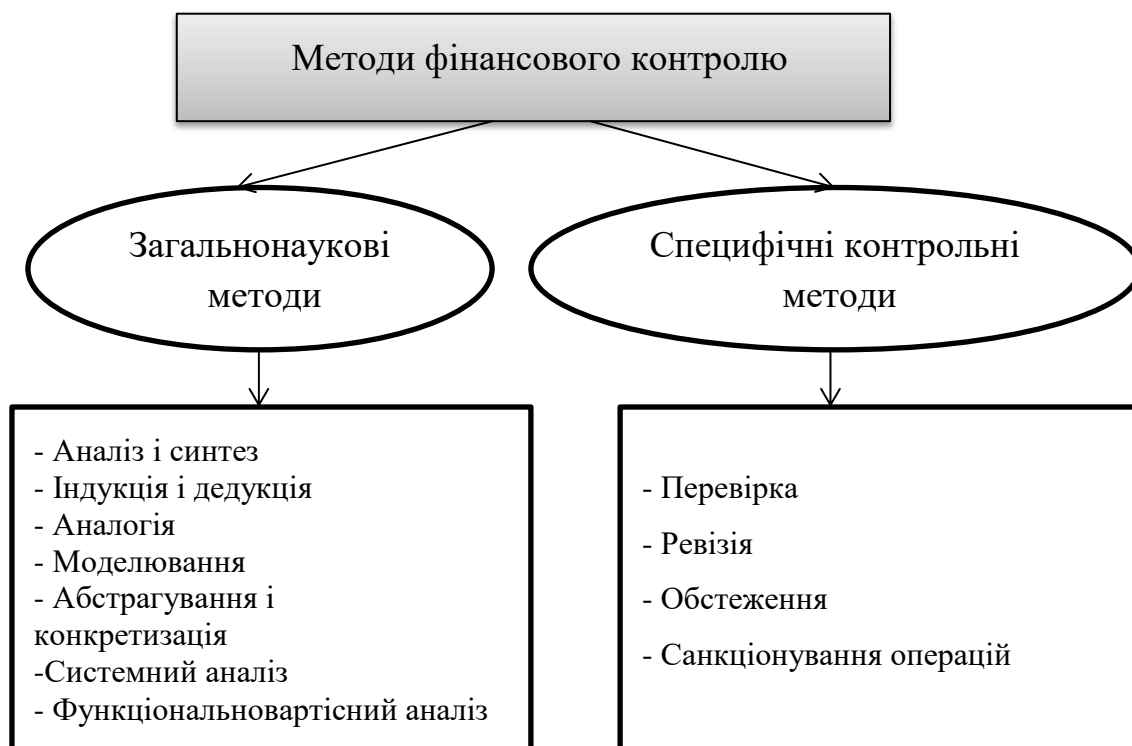 Методи фінансового контролю
Загальнонаукові
методи
Специфічні контрольні
методи
- Аналіз і синтез
- Індукція і дедукція
- Аналогія
- Моделювання
- Абстрагування і
конкретизація
-Системний аналіз
- Функціональновартісний аналіз
- Перевірка
- Ревізія
- Обстеження
- Санкціонування операцій